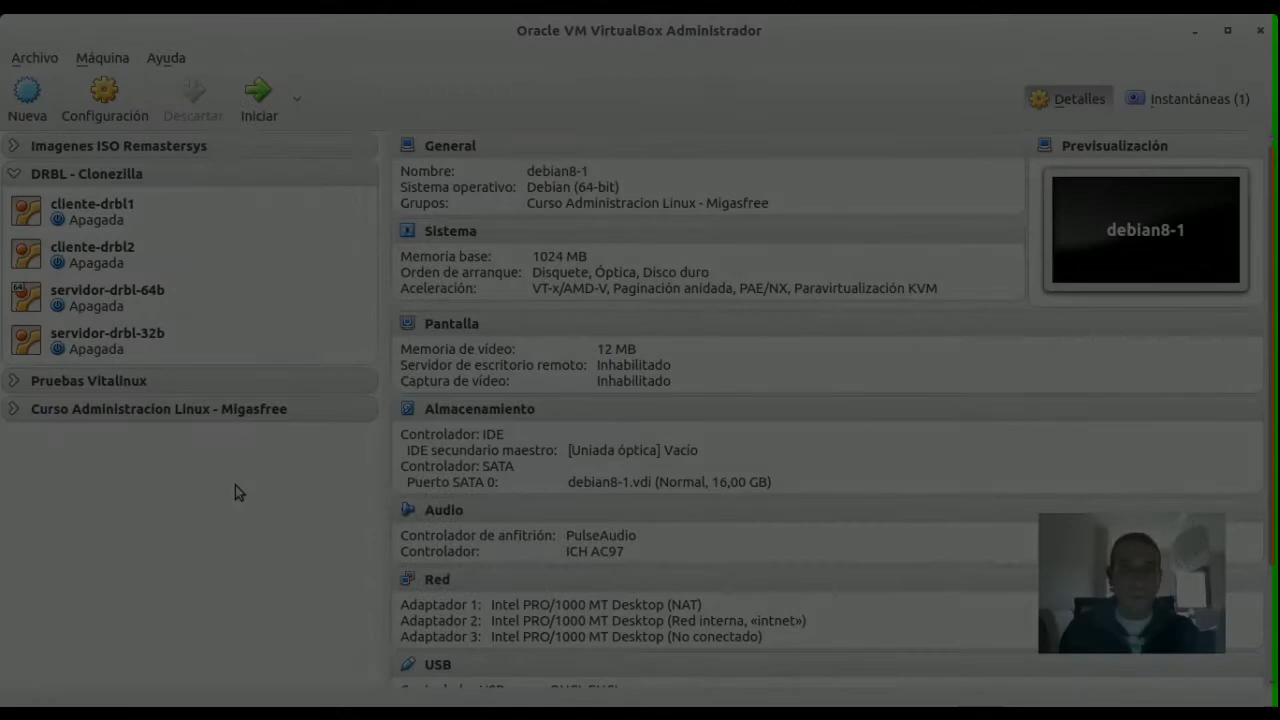 Oracle VM VirtualBox Administrador
Archivo Máquina Ayuda
Nueva Configuración Descartar Iniciar
Detalles Instantáneas (1)
Imagenes ISO Remastersys
DRBL - Clonezilla
cliente-drbl1
Apagada
cliente-drbl2
Apagada
64
servidor-drbl-64b
Apagada
servidor-drbl-32b
Apagada
Pruebas Vitalinux
Curso Administracion Linux - Migasfree
General
Nombre: debian8-1
Sistema operativo: Debian (64-bit)
Grupos: Curso Administracion Linux - Migasfree
Sistema
Memoria base: 1024 MB
Orden de arranque: Disquete, Óptica, Disco duro
Aceleración: VT-x/AMD-V, Paginación anidada, PAE/NX, Paravirtualización KVM
Pantalla
Memoria de vídeo: 12 MB
Servidor de escritorio remoto: Inhabilitado
Captura de vídeo: Inhabilitado
Almacenamiento
Controlador: IDE
IDE secundario maestro: [Uniada óptica] Vacío
Controlador: SATA
Puerto SATA 0: debian8-1.vdi (Normal, 16,00 GB)
Audio
Controlador de anfitrión: PulseAudio
Controlador: ICH AC97
Red
Adaptador 1: Intel PRO/1000 MT Desktop (NAT)
Adaptador 2: Intel PRO/1000 MT Desktop (Red interna, «intnet»)
Adaptador 3: Intel PRO/1000 MT Desktop (No conectado)
USB
Previsualización
debian8-1